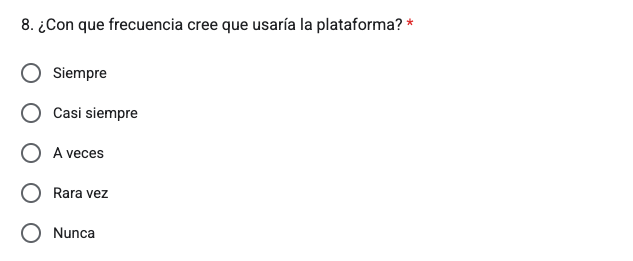 8. ¿Con que frecuencia cree que usaría la plataforma? *
Siempre
Casi siempre
A veces
Rara vez
Nunca